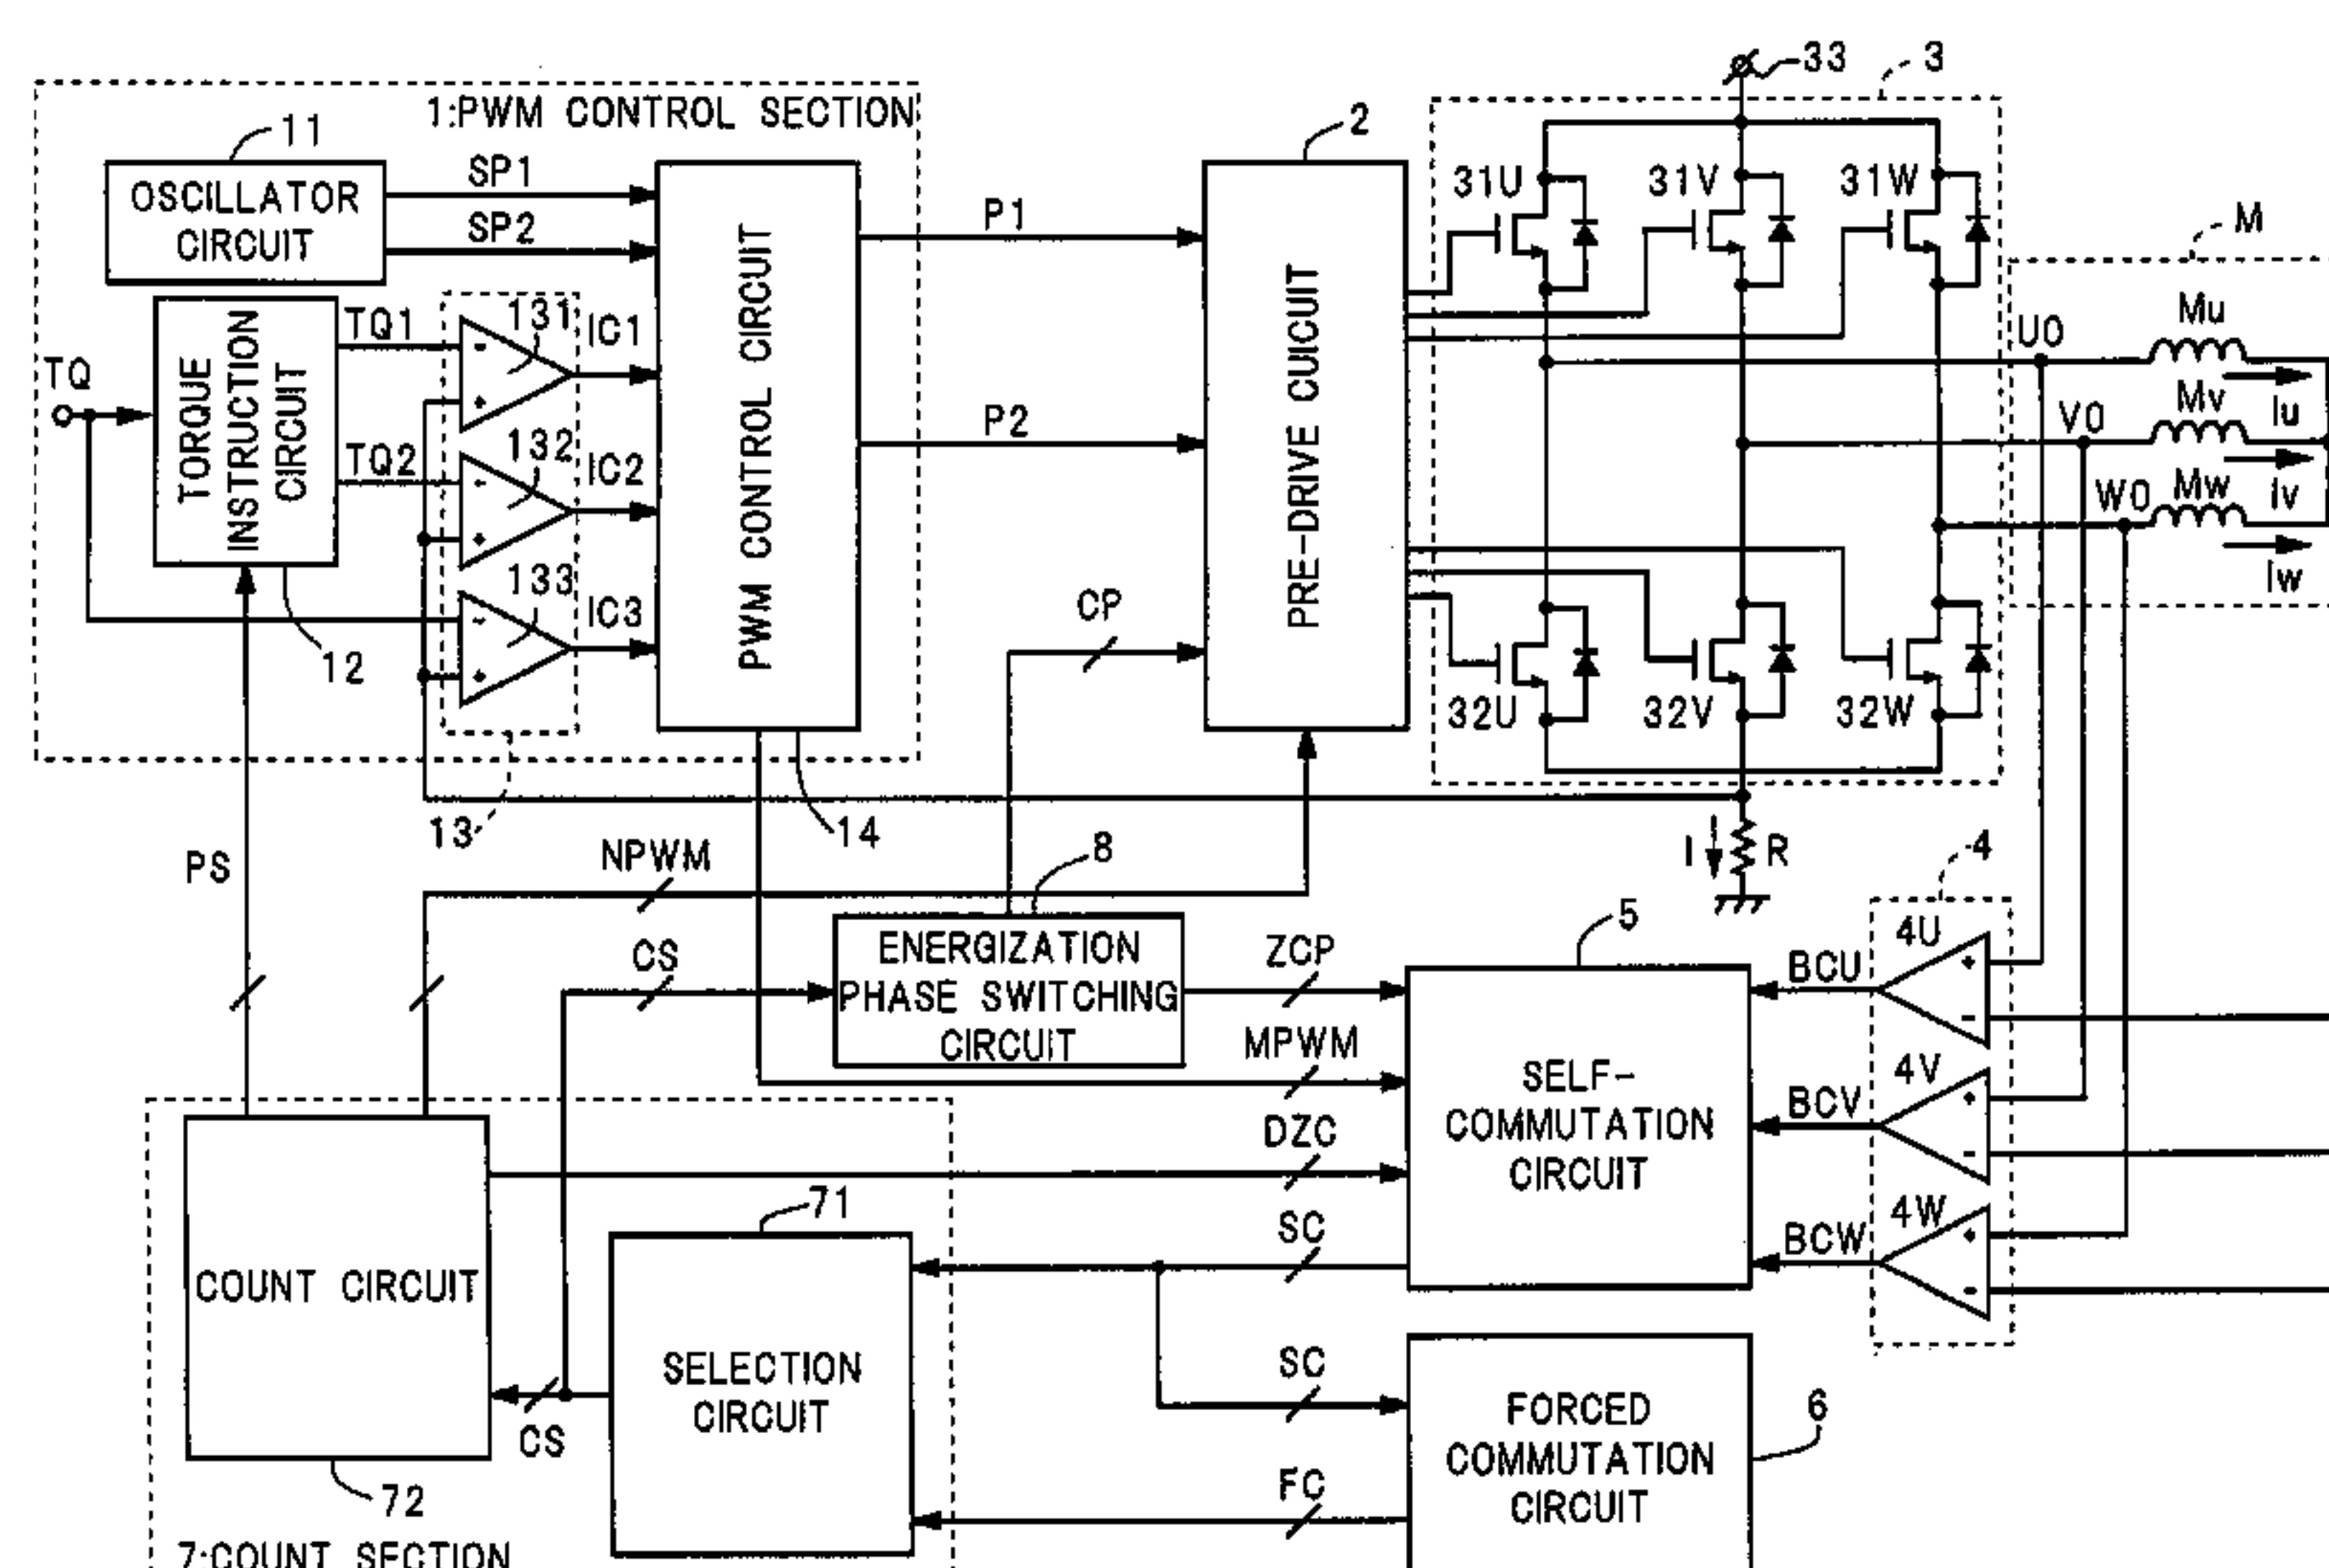 33
3
1:PWM CONTROL SECTION
11
2
OSCILLATOR
CIRCUIT
SP1
SP2
31U
31V
31W
M
P1
TQ
TORQUE
INSTRUCTION
CIRCUIT
TQ1
TQ2
131
132
133
IC1
IC2
IC3
PWM CONTROL CIRCUIT
P2
PRE-DRIVE CUICUIT
CP
UO
VO
WO
Mu
Mv
Mw
Iu
Iv
Iw
12
32U
32V
32W
13
14
PS
NPWM
8
I
R
4
CS
ENERGIZATION
PHASE SWITCHING
CIRCUIT
ZCP
MPWM
DZC
5
SELF-
COMMUTATION
CIRCUIT
BCU
BCV
BCW
4U
4V
4W
71
SC
COUNT CIRCUIT
SELECTION
CIRCUIT
CS
SC
FC
FORCED
COMMUTATION
CIRCUIT
6
72
7:COUNT SECTION